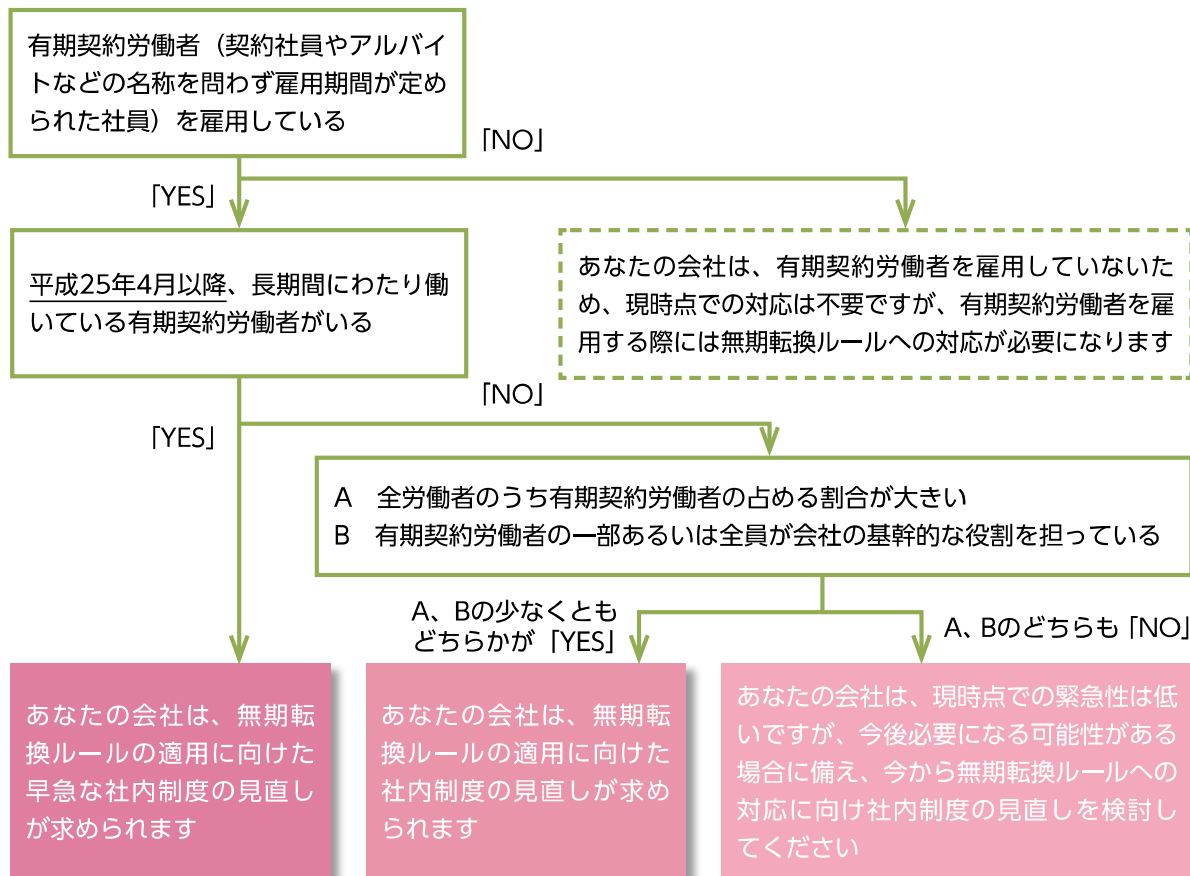 有期契約労働者（契約社員やアルバイ
トなどの名称を問わず雇用期間が定め
られた社員）を雇用している
「NO」
「YES」
平成25年4月以降、長期間にわたり働
いている有期契約労働者がいる
あなたの会社は、有期契約労働者を雇用していないた
め、現時点での対応は不要ですが、有期契約労働者を雇
用する際には無期転換ルールへの対応が必要になります
「NO」
「YES」
A　全労働者のうち有期契約労働者の占める割合が大きい
B　有期契約労働者の一部あるいは全員が会社の基幹的な役割を担っている
A、Bの少なくとも
どちらかが「YES」
A、Bのどちらも「NO」
あなたの会社は、無期転
換ルールの適用に向けた
早急な社内制度の見直し
が求められます
あなたの会社は、無期転
換ルールの適用に向けた
社内制度の見直しが求め
られます
あなたの会社は、現時点での緊急性は低
いですが、今後必要になる可能性がある
場合に備え、今から無期転換ルールへの
対応に向け社内制度の見直しを検討し
てください